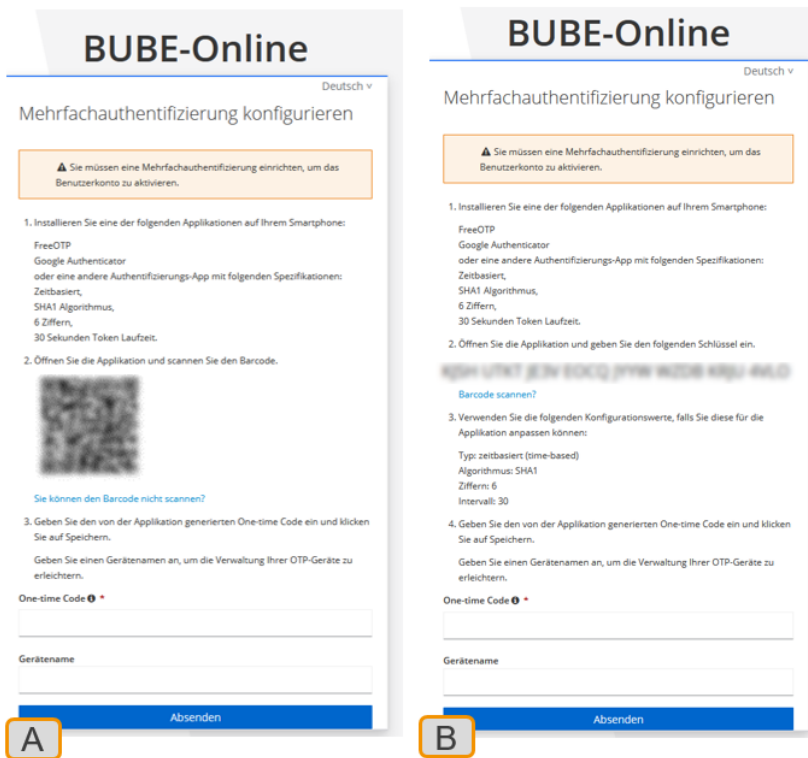 BUBE-Online
Deutsch ˅
Mehrfachauthentifizierung konfigurieren
Sie müssen eine Mehrfachauthentifizierung einrichten, um das
Benutzerkonto zu aktivieren.
1. Installieren Sie eine der folgenden Applikationen auf Ihrem Smartphone:
FreeOTP
Google Authenticator
oder eine andere Authentifizierungs-App mit folgenden Spezifikationen:
Zeitbasiert,
SHA1 Algorithmus,
6 Ziffern,
30 Sekunden Token Laufzeit.
2. Öffnen Sie die Applikation und scannen Sie den Barcode.
Sie können den Barcode nicht scannen?
3. Geben Sie den von der Applikation generierten One-time Code ein und klicken
Sie auf Speichern.
Geben Sie einen Gerätenamen an, um die Verwaltung Ihrer OTP-Geräte zu
erleichtern.
One-time Code *
Gerätename
Absenden
A
BUBE-Online
Deutsch ˅
Mehrfachauthentifizierung konfigurieren
Sie müssen eine Mehrfachauthentifizierung einrichten, um das
Benutzerkonto zu aktivieren.
1. Installieren Sie eine der folgenden Applikationen auf Ihrem Smartphone:
FreeOTP
Google Authenticator
oder eine andere Authentifizierungs-App mit folgenden Spezifikationen:
Zeitbasiert,
SHA1 Algorithmus,
6 Ziffern,
30 Sekunden Token Laufzeit.
2. Öffnen Sie die Applikation und geben Sie den folgenden Schlüssel ein.
Barcode scannen?
3. Verwenden Sie die folgenden Konfigurationswerte, falls Sie diese für die
Applikation anpassen können:
Typ: zeitbasiert (time-based)
Algorithmus: SHA1
Ziffern: 6
Intervall: 30
4. Geben Sie den von der Applikation generierten One-time Code ein und klicken
Sie auf Speichern.
Geben Sie einen Gerätenamen an, um die Verwaltung Ihrer OTP-Geräte zu
erleichtern.
One-time Code *
Gerätename
Absenden
B